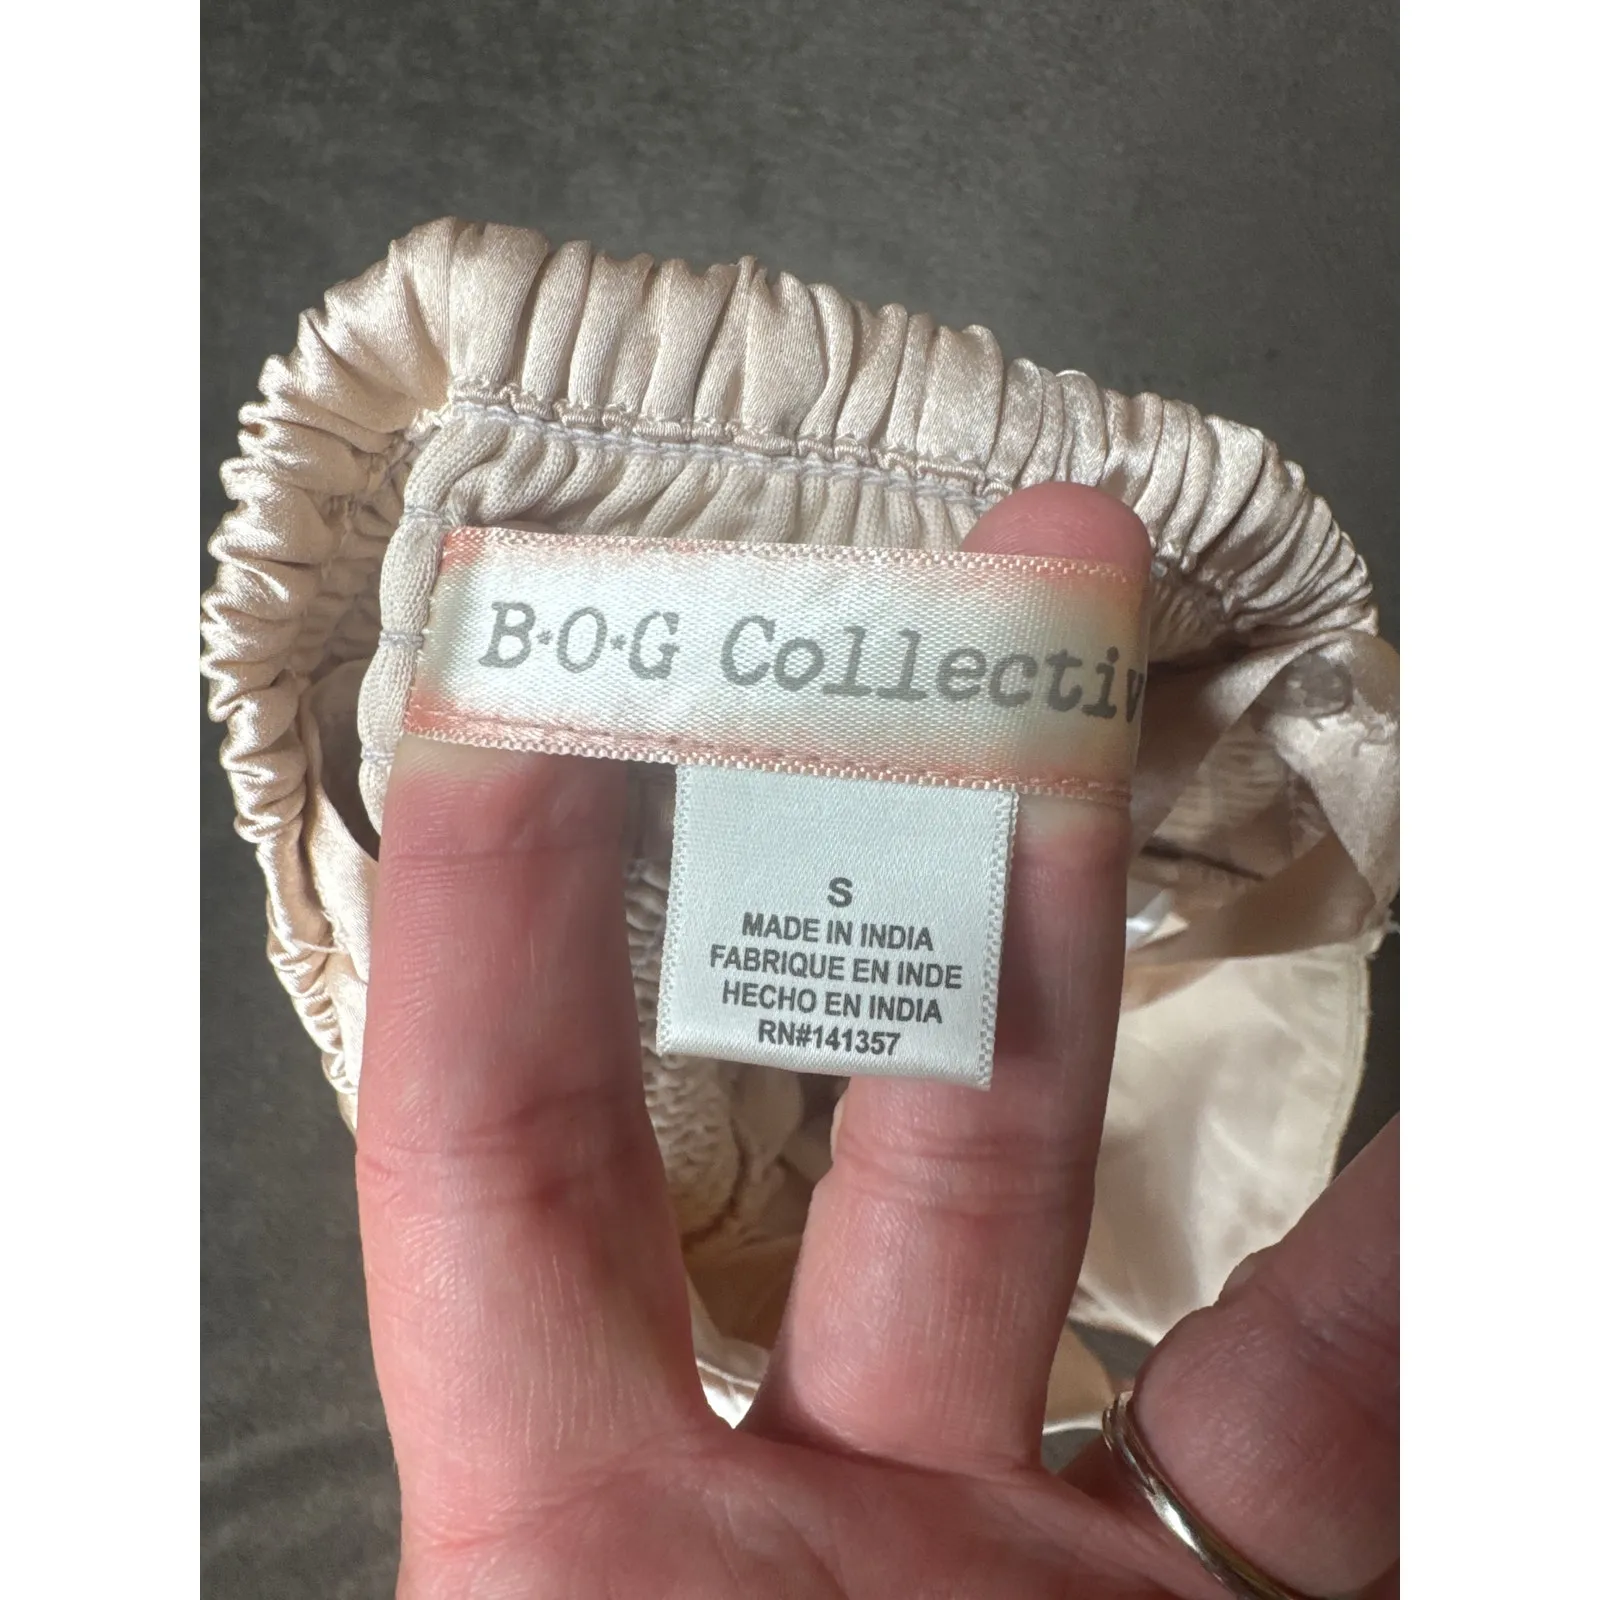 B•O•G Collectiv
S
MADE IN INDIA
FABRIQUE EN INDE
HECHO EN INDIA
RN#141357